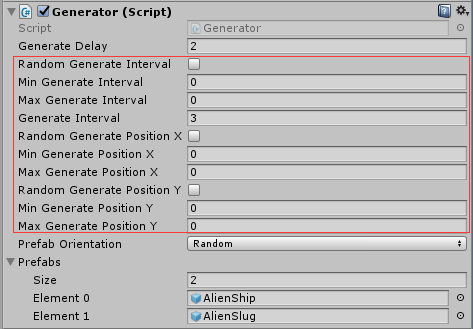 Generator (Script)
Script Generator
Generate Delay 2
Random Generate Interval
Min Generate Interval 0
Max Generate Interval 0
Generate Interval 3
Random Generate Position X
Min Generate Position X 0
Max Generate Position X 0
Random Generate Position Y
Min Generate Position Y 0
Max Generate Position Y 0
Prefab Orientation Random
Prefabs
Size 2
Element 0 AlienShip
Element 1 AlienSlug